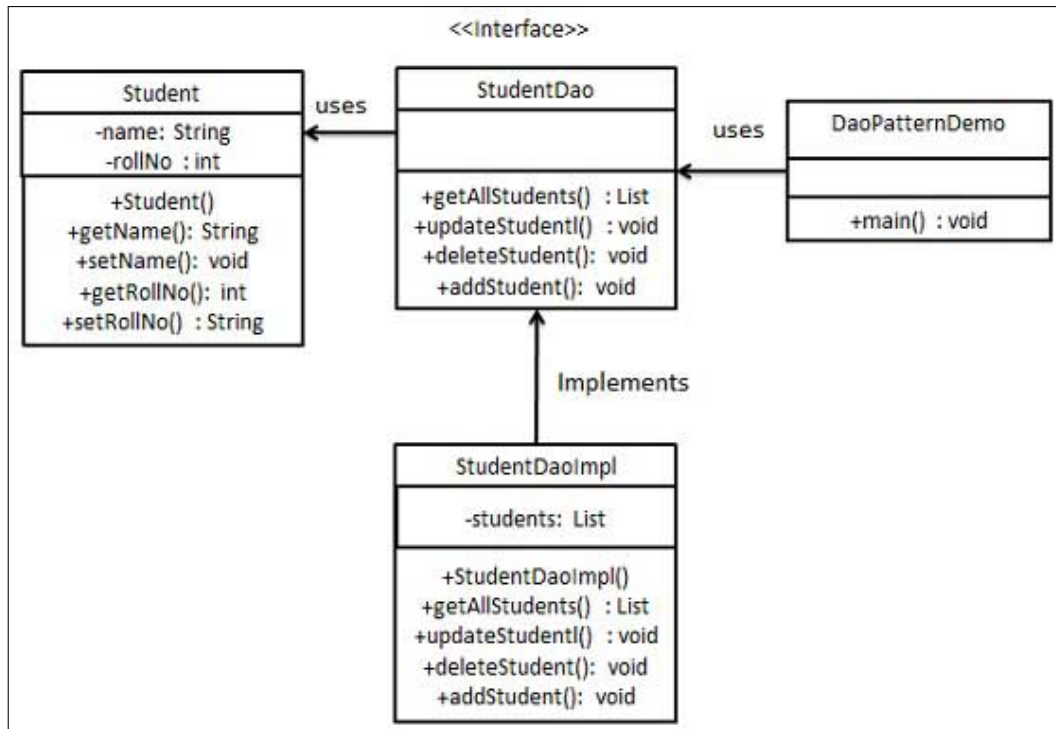 <<Interface>>
Student
-name: String
-rollNo : int
+Student()
+getName(): String
+setName(): void
+getRollNo(): int
+setRollNo() : String
uses
StudentDao
+getAllStudents() : List
+updateStudentl() : void
+deleteStudent(): void
+addStudent(): void
uses
DaoPatternDemo
+main() : void
Implements
StudentDaoImpl
-students: List
+StudentDaoImpl()
+getAllStudents() : List
+updateStudentl() : void
+deleteStudent(): void
+addStudent(): void